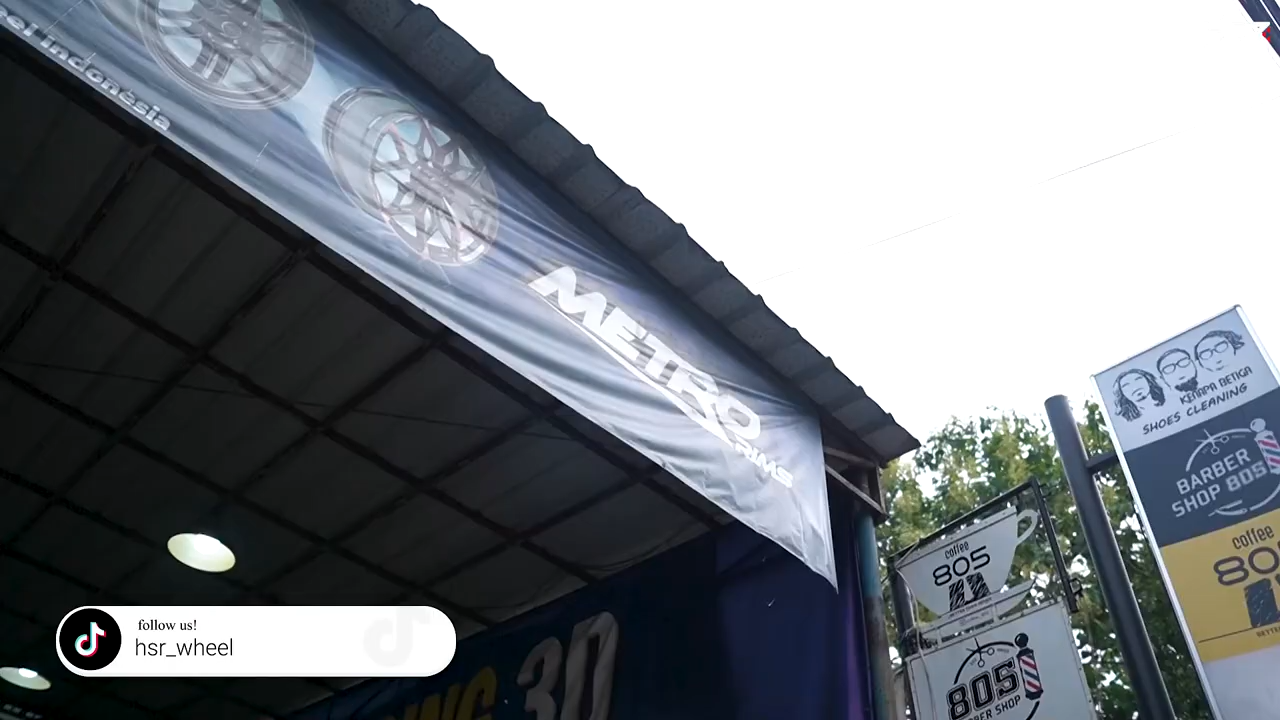 Indonesia
METRO
RIMS
KENAPA BETIGA
SHOES CLEANING
BARBER
SHOP 805
coffee
805
coffee
805
805
BARBER SHOP
3D
follow us!
hsr_wheel